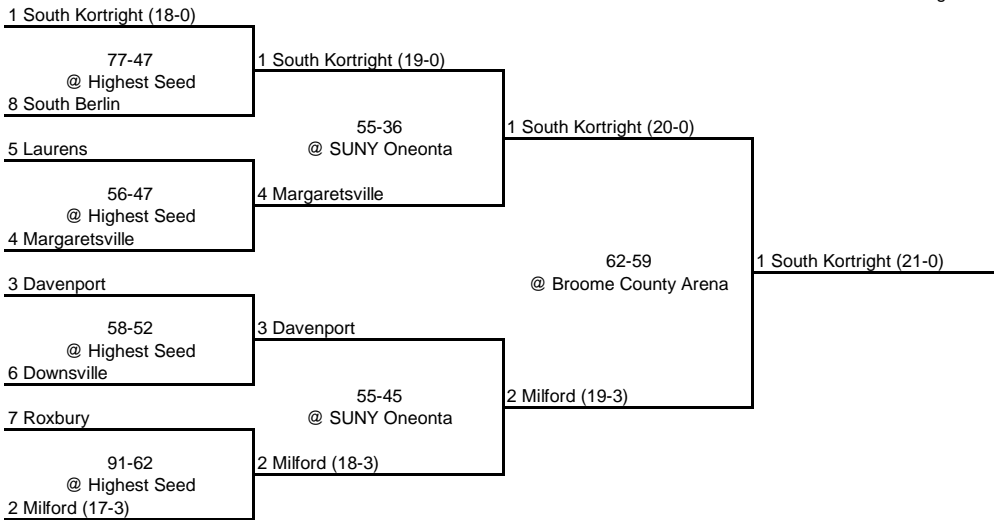 1 South Kortright (18-0)
77-47
@ Highest Seed
8 South Berlin
5 Laurens
56-47
@ Highest Seed
4 Margaretsville
3 Davenport
58-52
@ Highest Seed
6 Downsville
7 Roxbury
91-62
@ Highest Seed
2 Milford (17-3)
1 South Kortright (19-0)
55-36
@ SUNY Oneonta
4 Margaretsville
3 Davenport
55-45
@ SUNY Oneonta
2 Milford (18-3)
1 South Kortright (20-0)
62-59
@ Broome County Arena
2 Milford (19-3)
1 South Kortright (21-0)